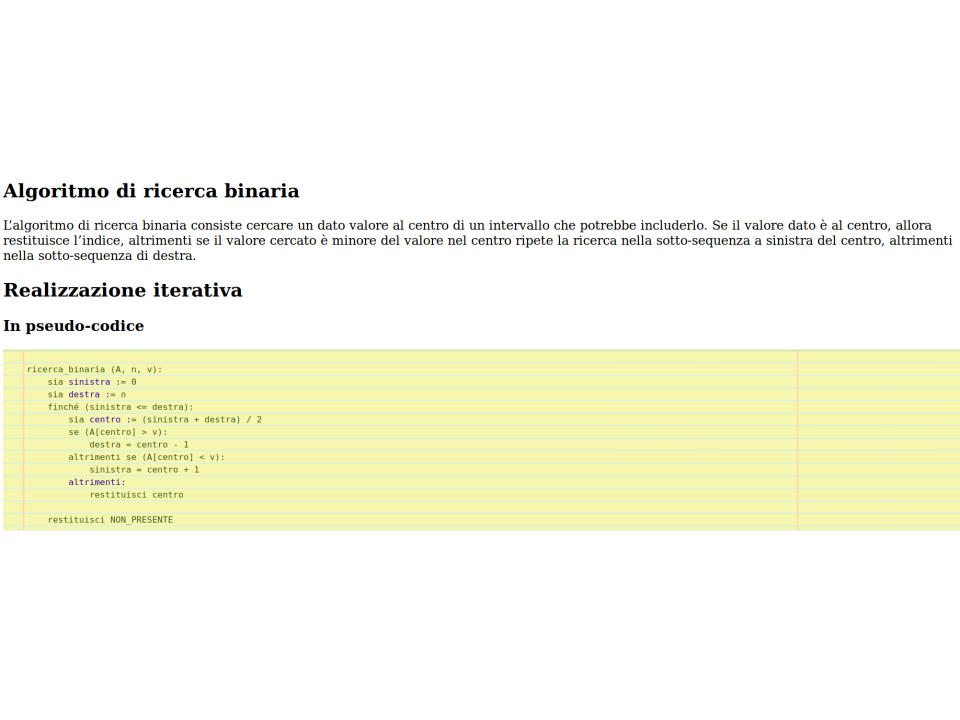 Algoritmo di ricerca binaria
L’algoritmo di ricerca binaria consiste cercare un dato valore al centro di un intervallo che potrebbe includerlo. Se il valore dato è al centro, allora
restituisce l’indice, altrimenti se il valore cercato è minore del valore nel centro ripete la ricerca nella sotto-sequenza a sinistra del centro, altrimenti
nella sotto-sequenza di destra.
Realizzazione iterativa
In pseudo-codice
ricerca_binaria (A, n, v):
    sia sinistra := 0
    sia destra := n
    finché (sinistra <= destra):
        sia centro := (sinistra + destra) / 2
        se (A[centro] > v):
            destra = centro - 1
        altrimenti se (A[centro] < v):
            sinistra = centro + 1
        altrimenti:
            restituisci centro
    restituisci NON_PRESENTE